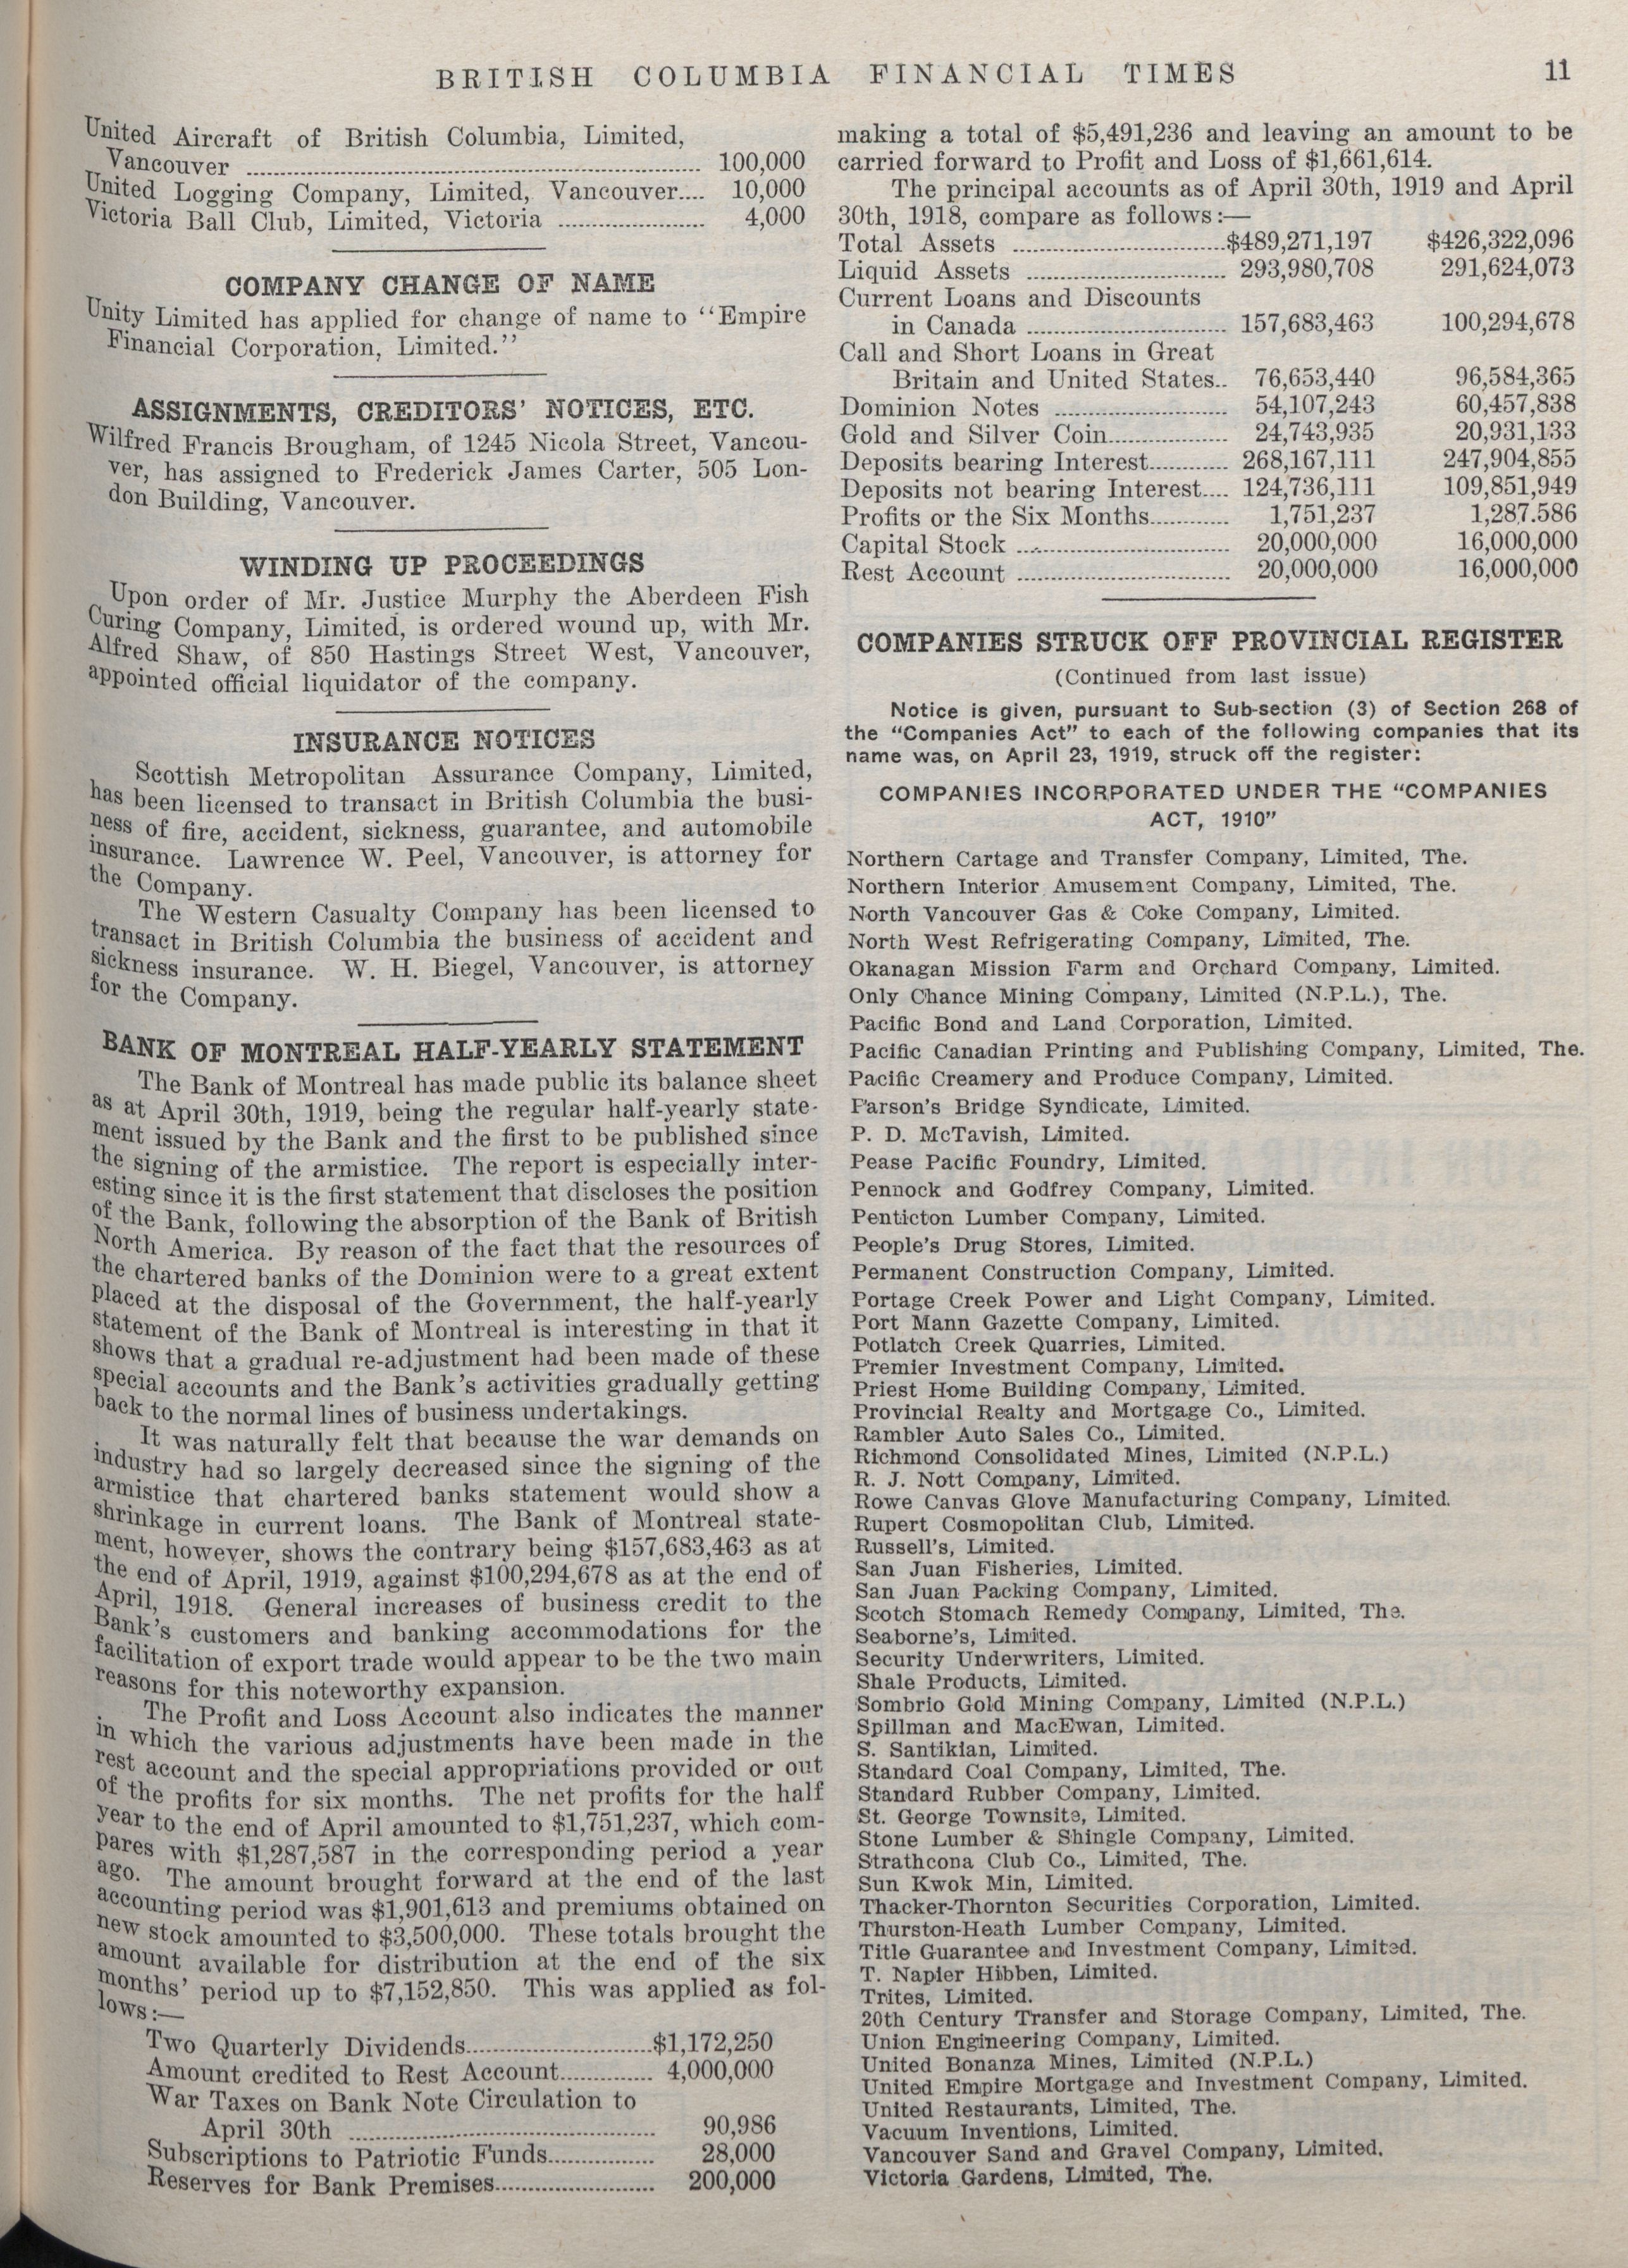 BRITISH COLUMBIA FINANCIAL TIMES 11
United Aircraft of British Columbia, Limited,
Vancouver ........ 100,000
United Logging Company, Limited, Vancouver.... 10,000
Victoria Ball Club, Limited, Victoria ........ 4,000
COMPANY CHANGE OF NAME
Unity Limited has applied for change of name to "Empire
Financial Corporation, Limited."
ASSIGNMENTS, CREDITORS' NOTICES, ETC.
Wilfred Francis Brougham, of 1245 Nicola Street, Vancou-
ver, has assigned to Frederick James Carter, 505 Lon-
don Building, Vancouver.
WINDING UP PROCEEDINGS
Upon order of Mr. Justice Murphy the Aberdeen Fish
Curing Company, Limited, is ordered wound up, with Mr.
Alfred Shaw, of 850 Hastings Street West, Vancouver,
appointed official liquidator of the company.
INSURANCE NOTICES
Scottish Metropolitan Assurance Company, Limited,
has been licensed to transact in British Columbia the busi-
ness of fire, accident, sickness, guarantee, and automobile
insurance. Lawrence W. Peel, Vancouver, is attorney for
the Company.
The Western Casualty Company has been licensed to
transact in British Columbia the business of accident and
sickness insurance. W. H. Biegel, Vancouver, is attorney
for the Company.
BANK OF MONTREAL HALF-YEARLY STATEMENT
The Bank of Montreal has made public its balance sheet
as at April 30th, 1919, being the regular half-yearly state-
ment issued by the Bank and the first to be published since
the signing of the armistice. The report is especially inter-
esting since it is the first statement that discloses the position
of the Bank, following the absorption of the Bank of British
North America. By reason of the fact that the resources of
the chartered banks of the Dominion were to a great extent
placed at the disposal of the Government, the half-yearly
statement of the Bank of Montreal is interesting in that it
shows that a gradual re-adjustment had been made of these
special accounts and the Bank's activities gradually getting
back to the normal lines of business undertakings.
It was naturally felt that because the war demands on
industry had so largely decreased since the signing of the
armistice that chartered banks statement would show a
shrinkage in current loans. The Bank of Montreal state-
ment, however, shows the contrary being $157,683,463 as at
the end of April, 1919, against $100,294,678 as at the end of
April, 1918. General increases of business credit to the
Bank's customers and banking accommodations for the
facilitation of export trade would appear to be the two main
reasons for this noteworthy expansion.
The Profit and Loss Account also indicates the manner
in which the various adjustments have been made in the
rest account and the special appropriations provided or out
of the profits for six months. The net profits for the half
year to the end of April amounted to $1,751,237, which com-
pares with $1,287,587 in the corresponding period a year
ago. The amount brought forward at the end of the last
accounting period was $1,901,613 and premiums obtained on
new stock amounted to $3,500,000. These totals brought the
amount available for distribution at the end of the six
months' period up to $7,152,850. This was applied as fol-
lows:—
Two Quarterly Dividends........ $1,172,250
Amount credited to Rest Account........ 4,000,000
War Taxes on Bank Note Circulation to
April 30th ........ 90,986
Subscriptions to Patriotic Funds........ 28,000
Reserves for Bank Premises........ 200,000
making a total of $5,491,236 and leaving an amount to be
carried forward to Profit and Loss of $1,661,614.
The principal accounts as of April 30th, 1919 and April
30th, 1918, compare as follows:—
Total Assets ........ $489,271,197 $426,322,096
Liquid Assets ........ 293,980,708 291,624,073
Current Loans and Discounts
in Canada ........ 157,683,463 100,294,678
Call and Short Loans in Great
Britain and United States.. 76,653,440 96,584,365
Dominion Notes ........ 54,107,243 60,457,838
Gold and Silver Coin........ 24,743,935 20,931,133
Deposits bearing Interest........ 268,167,111 247,904,855
Deposits not bearing Interest.... 124,736,111 109,851,949
Profits or the Six Months........ 1,751,237 1,287.586
Capital Stock ........ 20,000,000 16,000,000
Rest Account ........ 20,000,000 16,000,000
COMPANIES STRUCK OFF PROVINCIAL REGISTER
(Continued from last issue)
Notice is given, pursuant to Sub-section (3) of Section 268 of
the "Companies Act" to each of the following companies that its
name was, on April 23, 1919, struck off the register:
COMPANIES INCORPORATED UNDER THE "COMPANIES
ACT, 1910"
Northern Cartage and Transfer Company, Limited, The.
Northern Interior Amusement Company, Limited, The.
North Vancouver Gas & Coke Company, Limited.
North West Refrigerating Company, Limited, The.
Okanagan Mission Farm and Orchard Company, Limited.
Only Chance Mining Company, Limited (N.P.L.), The.
Pacific Bond and Land Corporation, Limited.
Pacific Canadian Printing and Publishing Company, Limited, The.
Pacific Creamery and Produce Company, Limited.
Parson's Bridge Syndicate, Limited.
P. D. McTavish, Limited.
Pease Pacific Foundry, Limited.
Pennock and Godfrey Company, Limited.
Penticton Lumber Company, Limited.
People's Drug Stores, Limited.
Permanent Construction Company, Limited.
Portage Creek Power and Light Company, Limited.
Port Mann Gazette Company, Limited.
Potlatch Creek Quarries, Limited.
Premier Investment Company, Limited.
Priest Home Building Company, Limited.
Provincial Realty and Mortgage Co., Limited.
Rambler Auto Sales Co., Limited.
Richmond Consolidated Mines, Limited (N.P.L.)
R. J. Nott Company, Limited.
Rowe Canvas Glove Manufacturing Company, Limited.
Rupert Cosmopolitan Club, Limited.
Russell's, Limited.
San Juan Fisheries, Limited.
San Juan Packing Company, Limited.
Scotch Stomach Remedy Company, Limited, The.
Seaborne's, Limited.
Security Underwriters, Limited.
Shale Products, Limited.
Sombrio Gold Mining Company, Limited (N.P.L.)
Spillman and MacEwan, Limited.
S. Santikian, Limited.
Standard Coal Company, Limited, The.
Standard Rubber Company, Limited.
St. George Townsite, Limited.
Stone Lumber & Shingle Company, Limited.
Strathcona Club Co., Limited, The.
Sun Kwok Min, Limited.
Thacker-Thornton Securities Corporation, Limited.
Thurston-Heath Lumber Company, Limited.
Title Guarantee and Investment Company, Limited.
T. Napier Hibben, Limited.
Trites, Limited.
20th Century Transfer and Storage Company, Limited, The.
Union Engineering Company, Limited.
United Bonanza Mines, Limited (N.P.L.)
United Empire Mortgage and Investment Company, Limited.
United Restaurants, Limited, The.
Vacuum Inventions, Limited.
Vancouver Sand and Gravel Company, Limited.
Victoria Gardens, Limited, The.